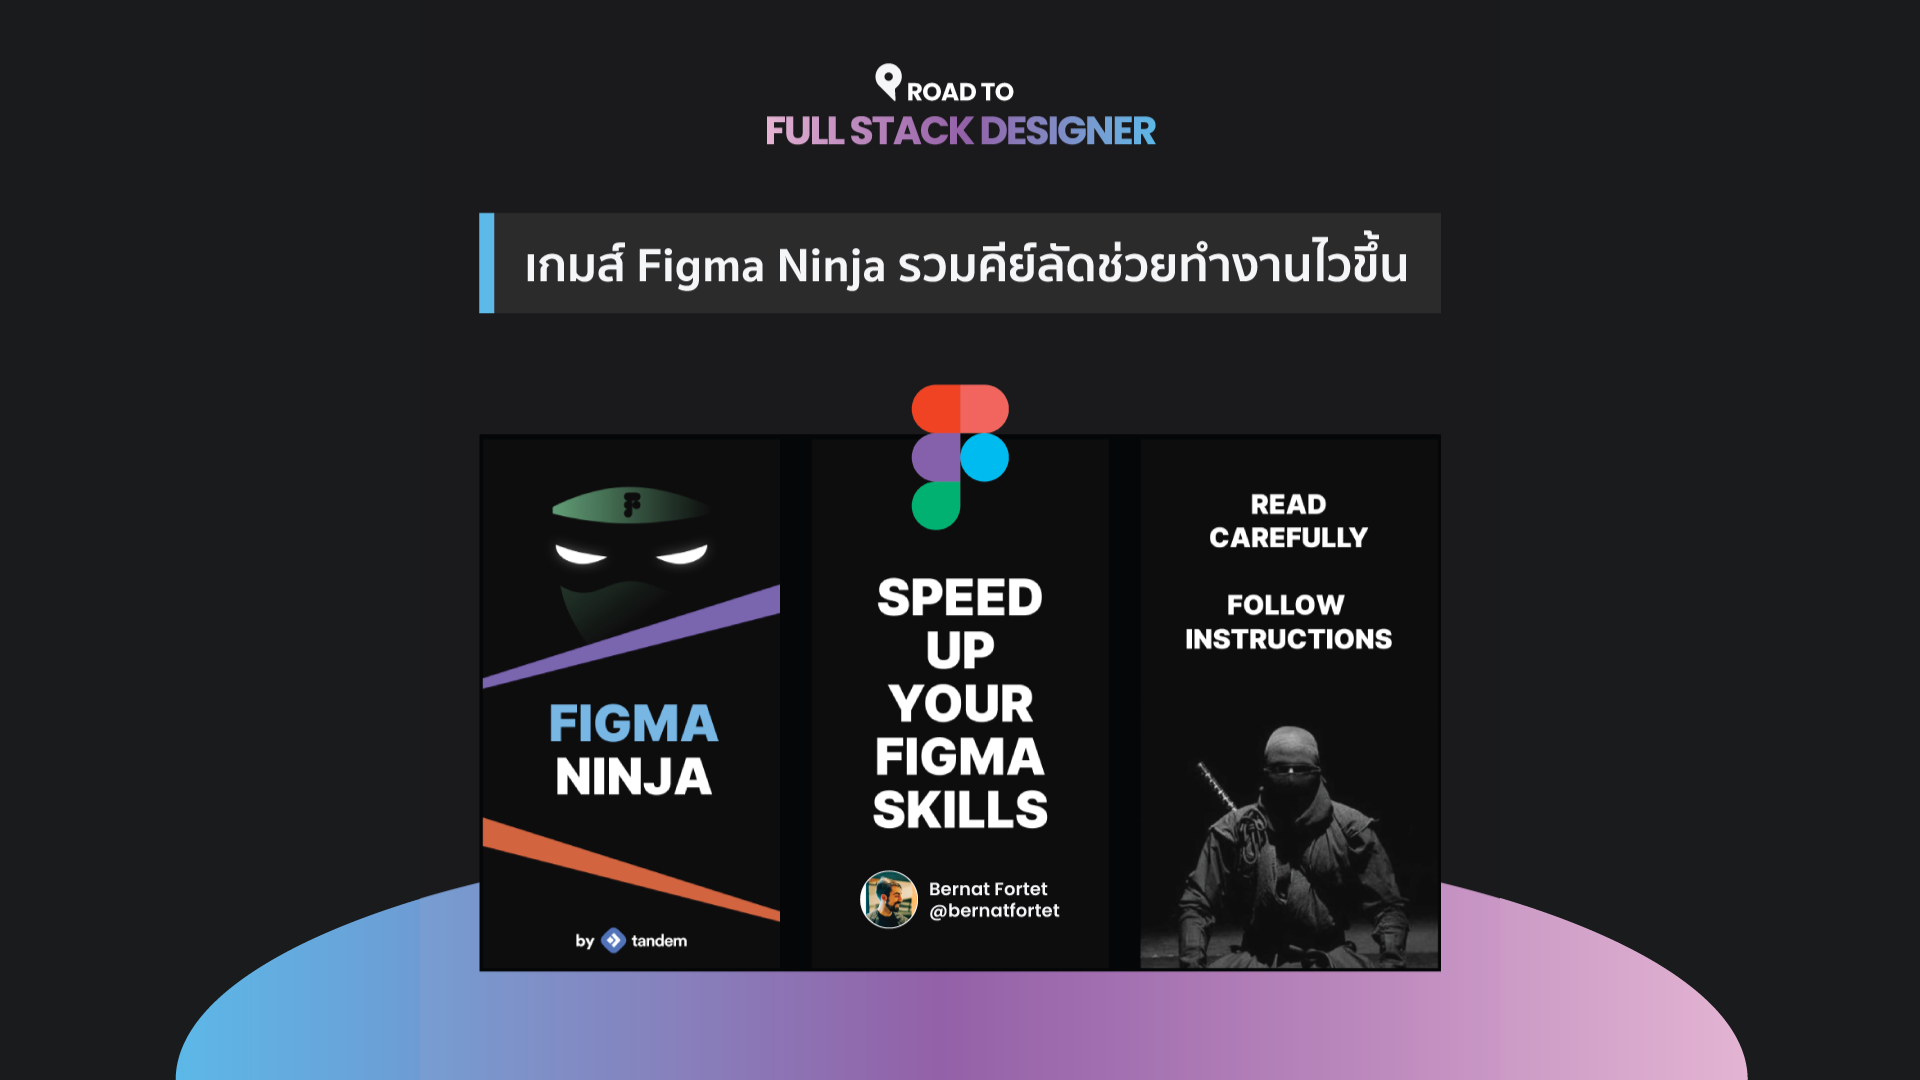 ROAD TO
FULL STACK DESIGNER
เกมส์ Figma Ninja รวมคีย์ลัดช่วยทำงานไวขึ้น
FIGMA
NINJA
by tandem
SPEED
UP
YOUR
FIGMA
SKILLS
Bernat Fortet
@bernatfortet
READ
CAREFULLY
FOLLOW
INSTRUCTIONS